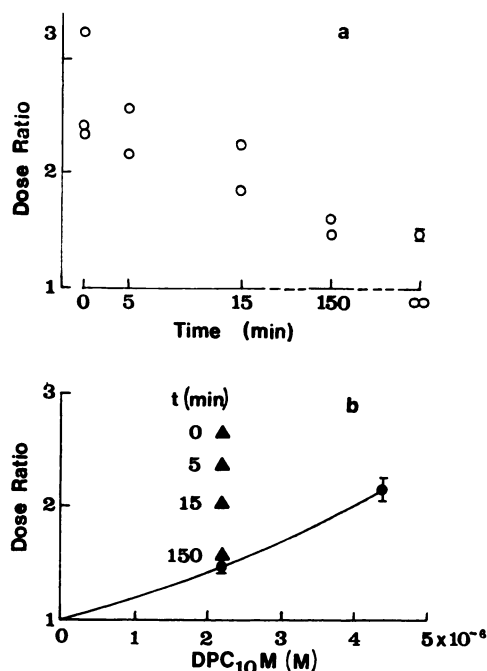 3
a
2
1
Dose Ratio
0 5 15 150 ∞
Time (min)
3
b
t (min)
0
5
15
150
2
1
Dose Ratio
0 1 2 3 4 5x10⁻⁶
DPC₁₀M (M)